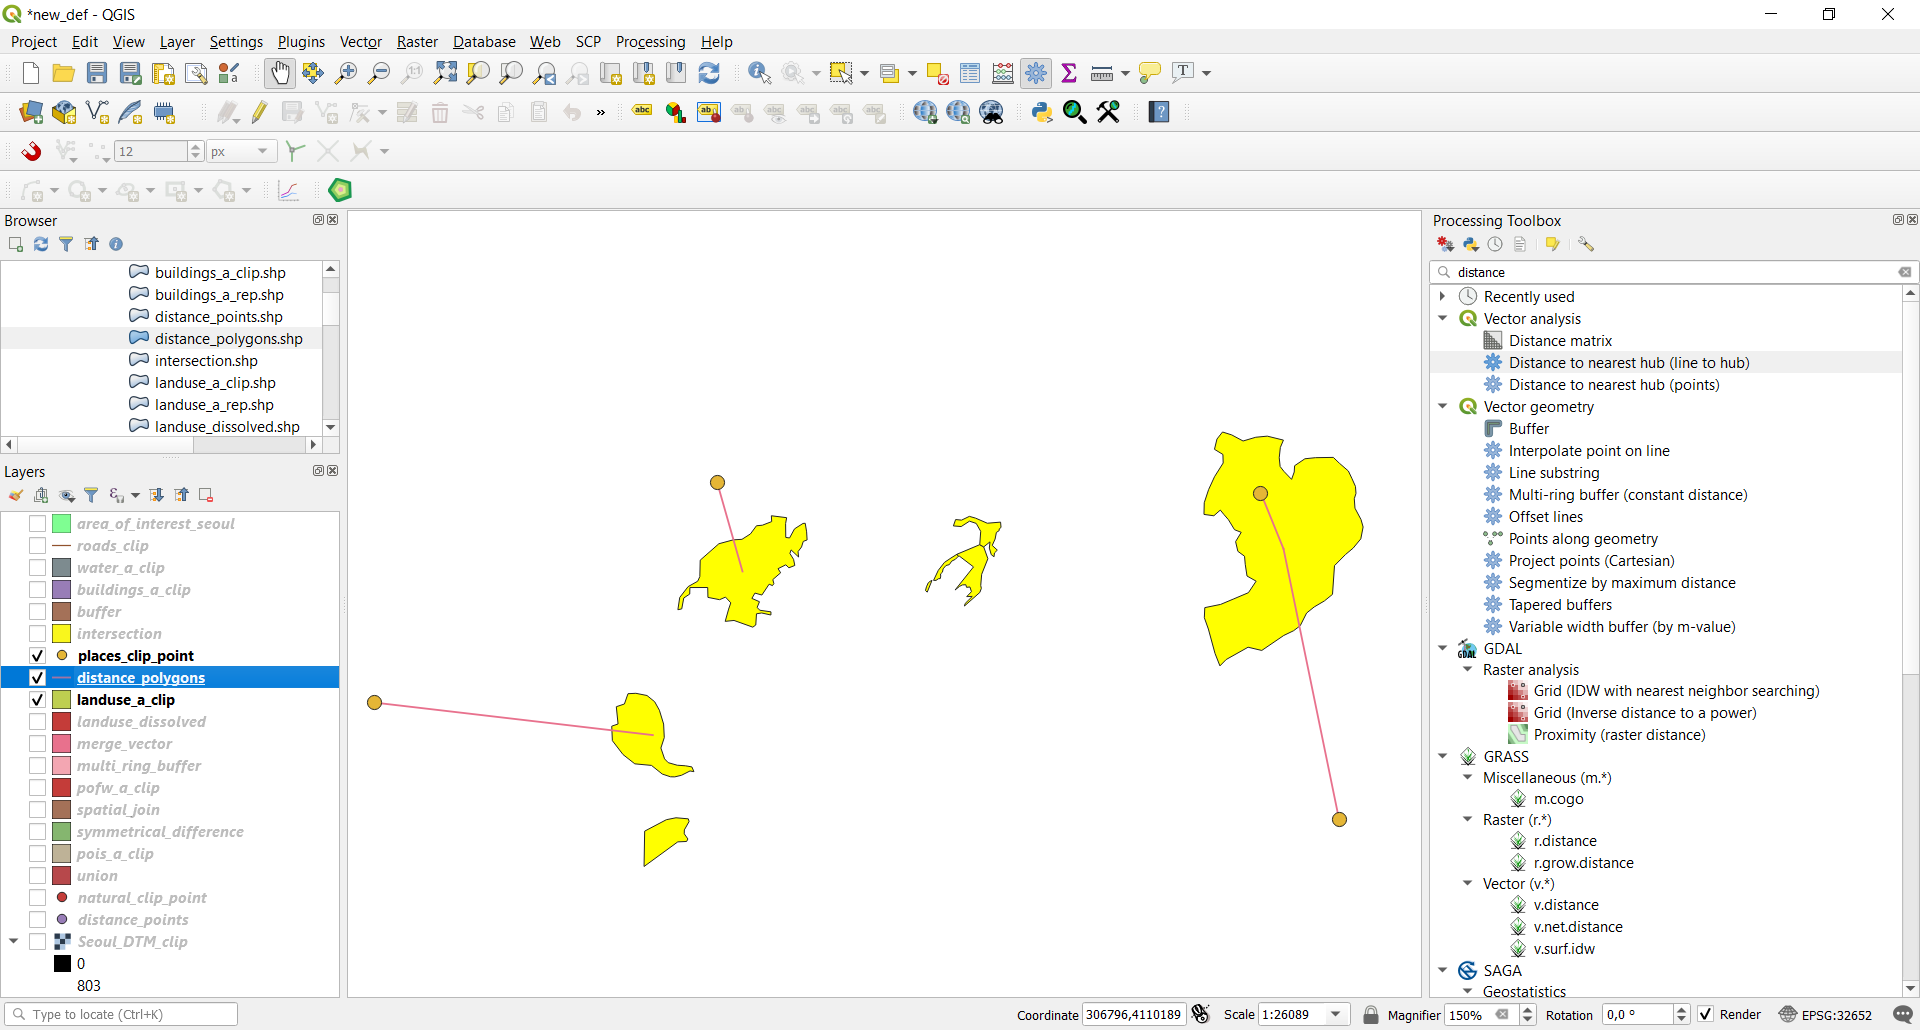 *new_def - QGIS
Project Edit View Layer Settings Plugins Vector Raster Database Web SCP Processing Help
12 px
Browser
buildings_a_clip.shp
buildings_a_rep.shp
distance_points.shp
distance_polygons.shp
intersection.shp
landuse_a_clip.shp
landuse_a_rep.shp
landuse_dissolved.shp
Layers
area_of_interest_seoul
roads_clip
water_a_clip
buildings_a_clip
buffer
intersection
places_clip_point
distance_polygons
landuse_a_clip
landuse_dissolved
merge_vector
multi_ring_buffer
pofw_a_clip
spatial_join
symmetrical_difference
pois_a_clip
union
natural_clip_point
distance_points
Seoul_DTM_clip
0
803
Processing Toolbox
distance
Recently used
Vector analysis
Distance matrix
Distance to nearest hub (line to hub)
Distance to nearest hub (points)
Vector geometry
Buffer
Interpolate point on line
Line substring
Multi-ring buffer (constant distance)
Offset lines
Points along geometry
Project points (Cartesian)
Segmentize by maximum distance
Tapered buffers
Variable width buffer (by m-value)
GDAL
Raster analysis
Grid (IDW with nearest neighbor searching)
Grid (Inverse distance to a power)
Proximity (raster distance)
GRASS
Miscellaneous (m.*)
m.cogo
Raster (r.*)
r.distance
r.grow.distance
Vector (v.*)
v.distance
v.net.distance
v.surf.idw
SAGA
Geostatistics
Type to locate (Ctrl+K) Coordinate 306796,4110189 Scale 1:26089 Magnifier 150% Rotation 0,0 ° Render EPSG:32652